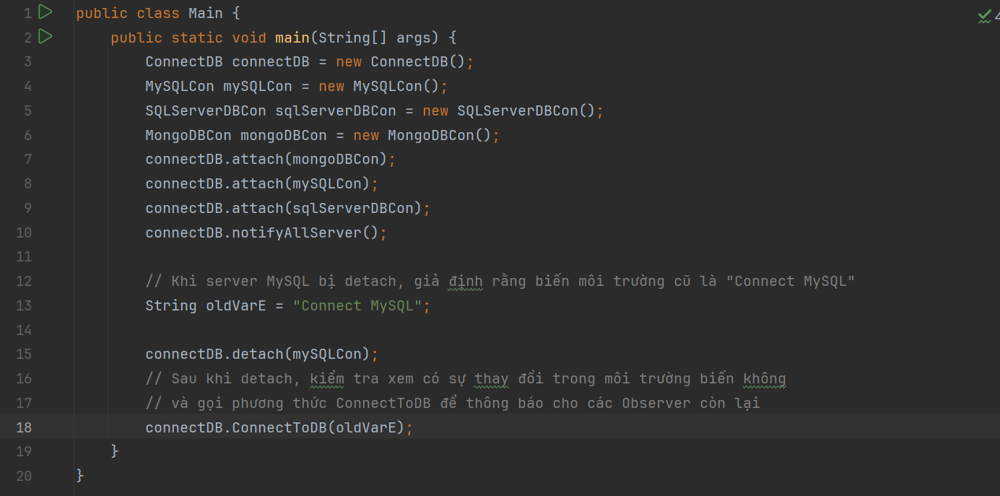 1 public class Main {
2 public static void main(String[] args) {
3 ConnectDB connectDB = new ConnectDB();
4 MySQLCon mySQLCon = new MySQLCon();
5 SQLServerDBCon sqlServerDBCon = new SQLServerDBCon();
6 MongoDBCon mongoDBCon = new MongoDBCon();
7 connectDB.attach(mongoDBCon);
8 connectDB.attach(mySQLCon);
9 connectDB.attach(sqlServerDBCon);
10 connectDB.notifyAllServer();
11
12 // Khi server MySQL bị detach, giả định rằng biến môi trường cũ là "Connect MySQL"
13 String oldVarE = "Connect MySQL";
14
15 connectDB.detach(mySQLCon);
16 // Sau khi detach, kiểm tra xem có sự thay đổi trong môi trường biến không
17 // và gọi phương thức ConnectToDB để thông báo cho các Observer còn lại
18 connectDB.ConnectToDB(oldVarE);
19 }
20 }